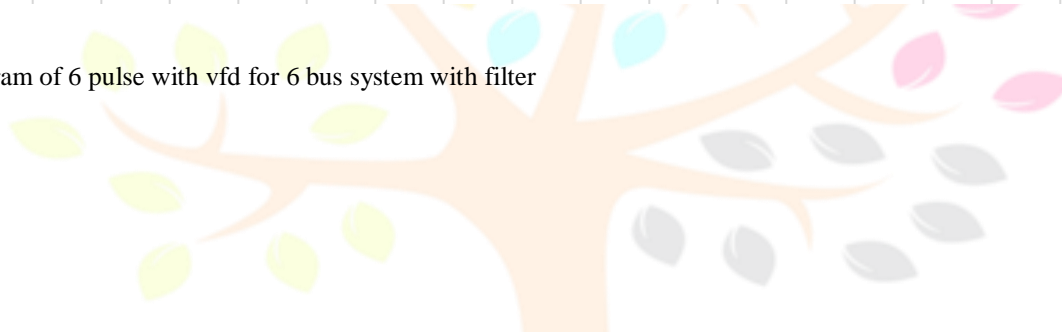 am of 6 pulse with vfd for 6 bus system with filter